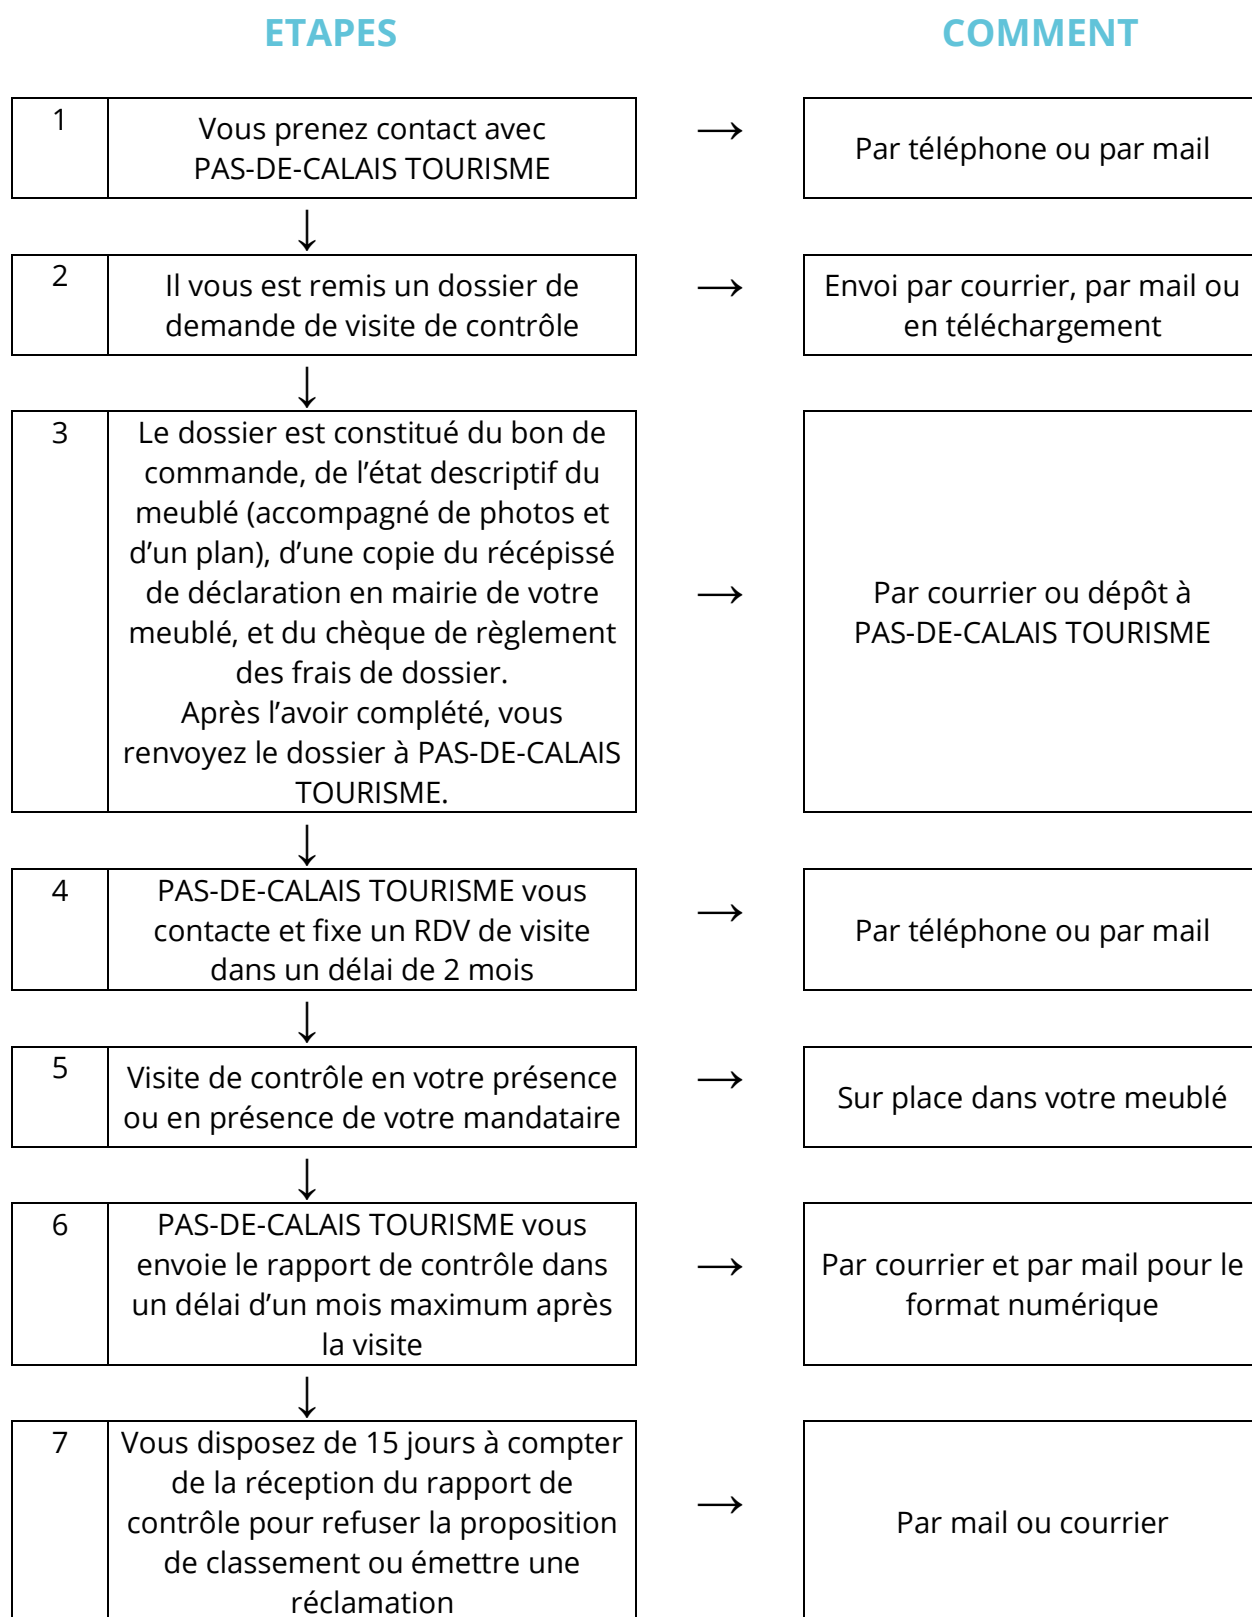 ETAPES
COMMENT
1
Vous prenez contact avec
PAS-DE-CALAIS TOURISME
→
Par téléphone ou par mail
↓
2
Il vous est remis un dossier de
demande de visite de contrôle
→
Envoi par courrier, par mail ou
en téléchargement
↓
3
Le dossier est constitué du bon de
commande, de l’état descriptif du
meublé (accompagné de photos et
d’un plan), d’une copie du récépissé
de déclaration en mairie de votre
meublé, et du chèque de règlement
des frais de dossier.
Après l’avoir complété, vous
renvoyez le dossier à PAS-DE-CALAIS
TOURISME.
→
Par courrier ou dépôt à
PAS-DE-CALAIS TOURISME
↓
4
PAS-DE-CALAIS TOURISME vous
contacte et fixe un RDV de visite
dans un délai de 2 mois
→
Par téléphone ou par mail
↓
5
Visite de contrôle en votre présence
ou en présence de votre mandataire
→
Sur place dans votre meublé
↓
6
PAS-DE-CALAIS TOURISME vous
envoie le rapport de contrôle dans
un délai d’un mois maximum après
la visite
→
Par courrier et par mail pour le
format numérique
↓
7
Vous disposez de 15 jours à compter
de la réception du rapport de
contrôle pour refuser la proposition
de classement ou émettre une
réclamation
→
Par mail ou courrier